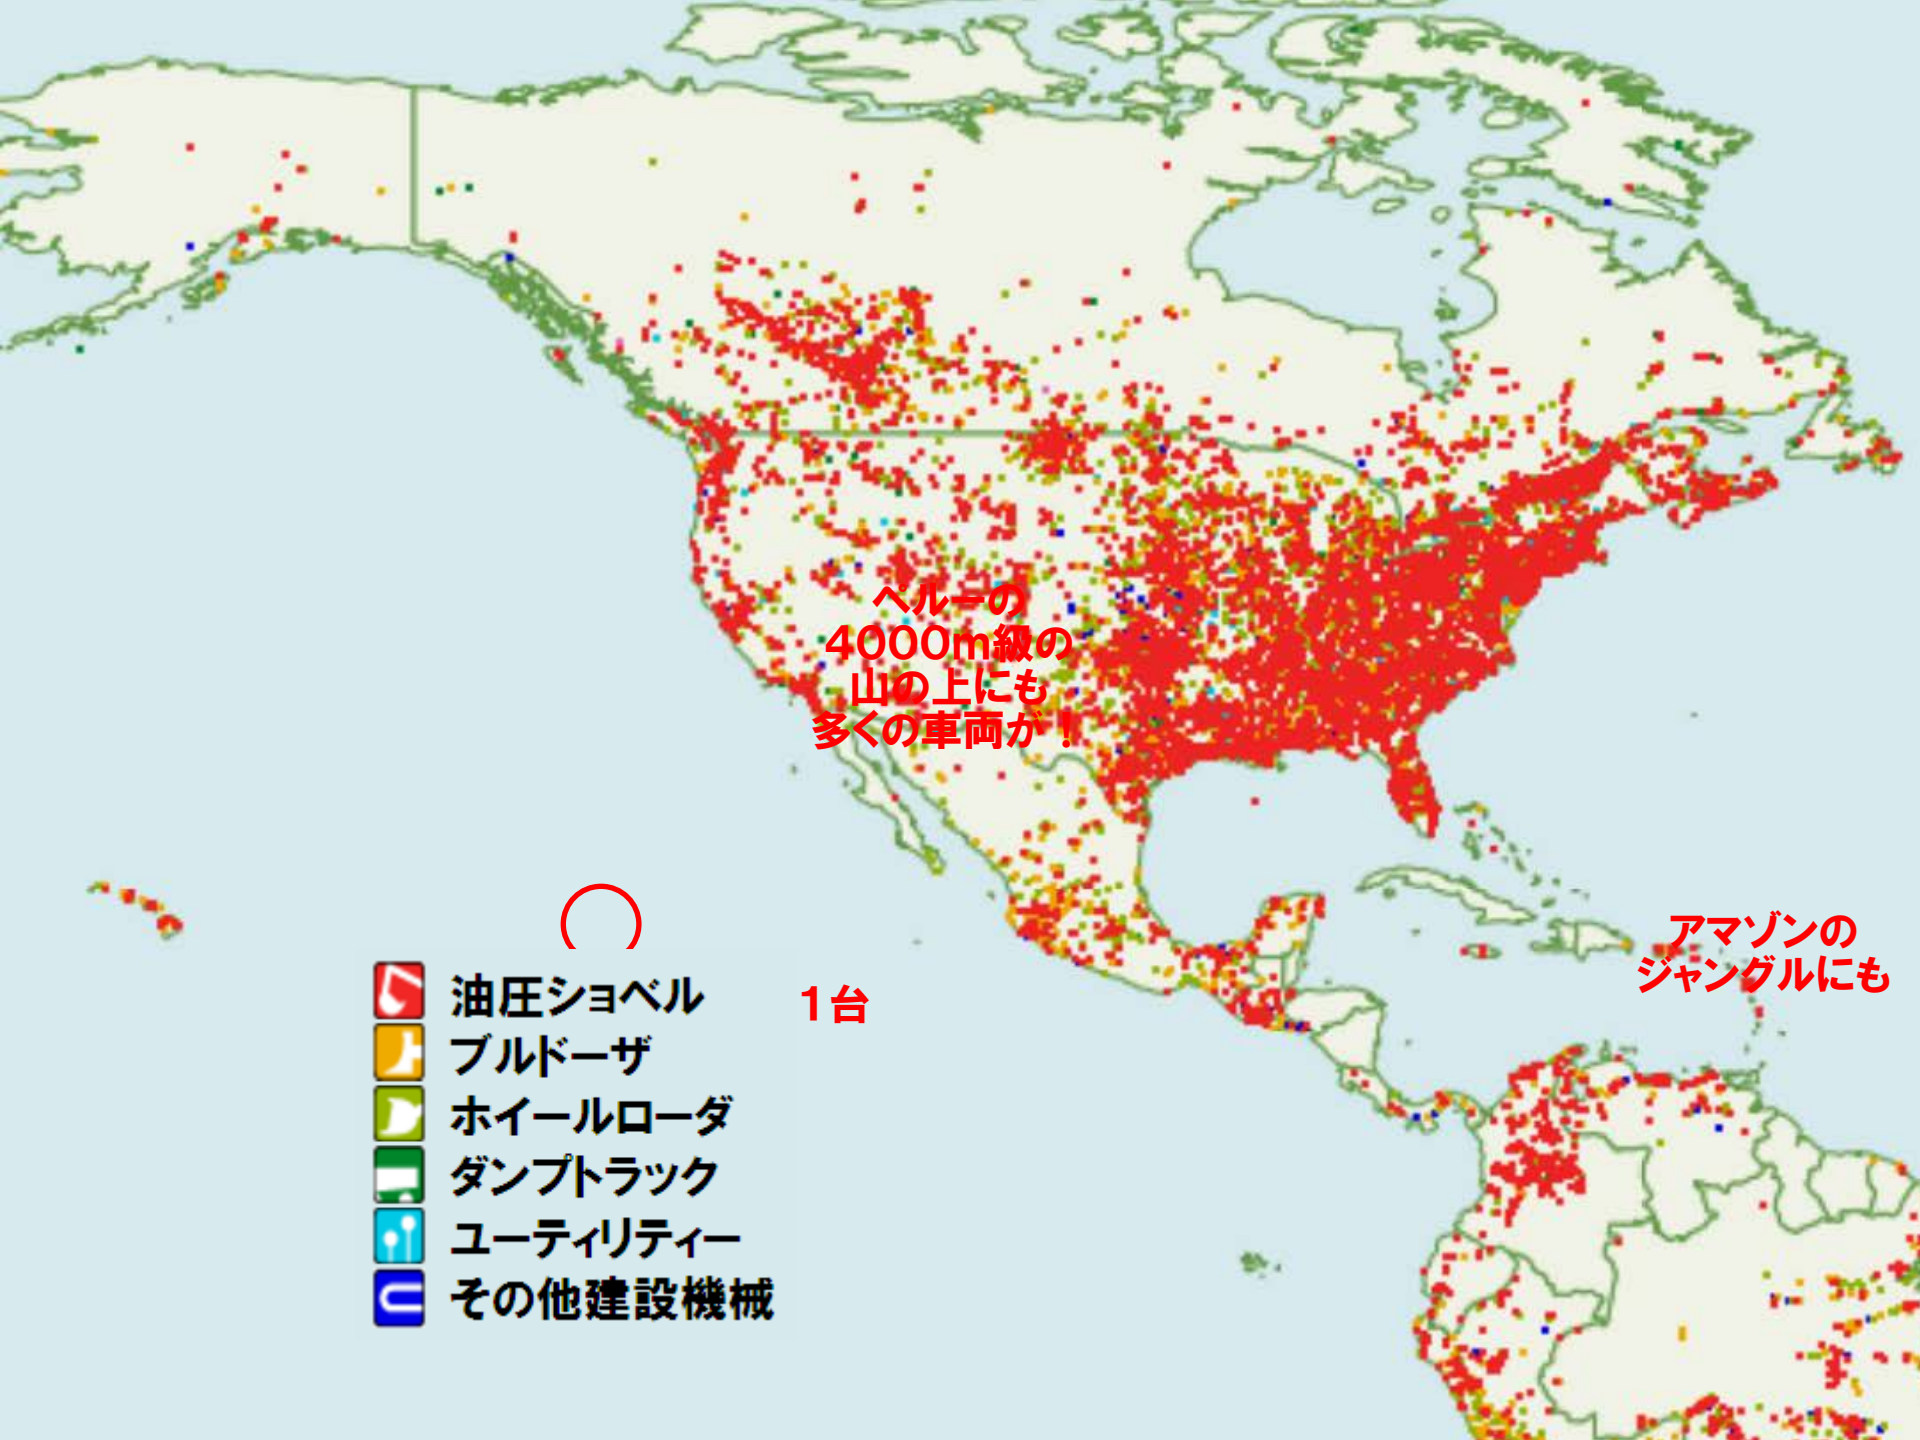 ペルーの
4000m級の
山の上にも
多くの車両が!
アマゾンの
ジャングルにも
油圧ショベル
1台
ブルドーザ
ホイールローダ
ダンプトラック
ユーティリティー
その他建設機械